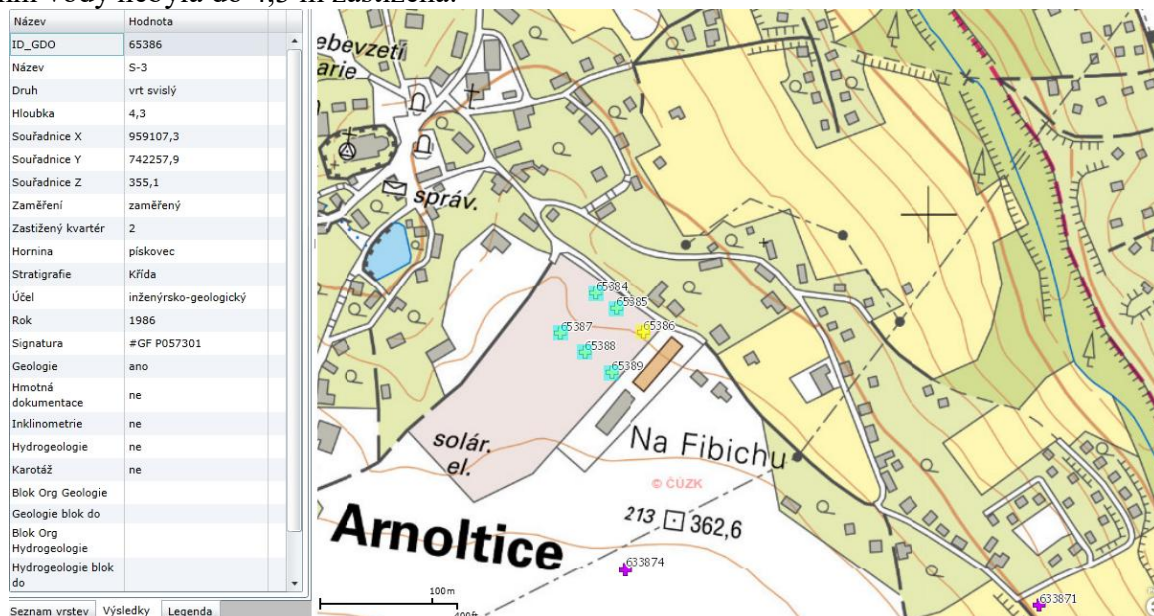 Název Hodnota
ID_GDO 65386
Název S-3
Druh vrt svislý
Hloubka 4,3
Souřadnice X 959107,3
Souřadnice Y 742257,9
Souřadnice Z 355,1
Zaměření zaměřený
Zastižený kvartér 2
Hornina pískovec
Stratigrafie Křída
Účel inženýrsko-geologický
Rok 1986
Signatura #GF P057301
Geologie ano
Hmotná
dokumentace ne
Inklinometrie ne
Hydrogeologie ne
Karotáž ne
Blok Org Geologie
Geologie blok do
Blok Org
Hydrogeologie
Hydrogeologie blok
do
Seznam vrstev Výsledky Legenda
ebevzetí
arie
správ.
65384
65385
65387
65386
65388
65389
solár.
el.
Na Fibichu
© ČÚZK
213 362,6
Arnoltice
633874
633871
100m
400ft